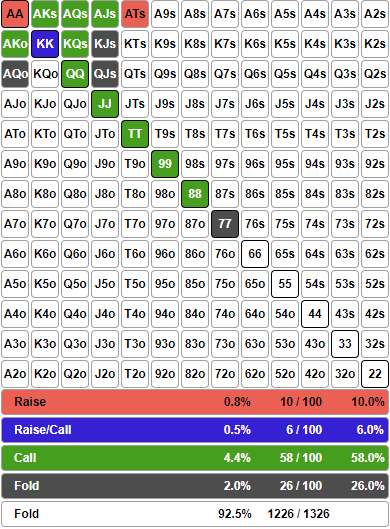 AA AKs AQs AJs ATs A9s A8s A7s A6s A5s A4s A3s A2s
AKo KK KQs KJs KTs K9s K8s K7s K6s K5s K4s K3s K2s
AQo KQo QQ QJs QTs Q9s Q8s Q7s Q6s Q5s Q4s Q3s Q2s
AJo KJo QJo JJ JTs J9s J8s J7s J6s J5s J4s J3s J2s
ATo KTo QTo JTo TT T9s T8s T7s T6s T5s T4s T3s T2s
A9o K9o Q9o J9o T9o 99 98s 97s 96s 95s 94s 93s 92s
A8o K8o Q8o J8o T8o 98o 88 87s 86s 85s 84s 83s 82s
A7o K7o Q7o J7o T7o 97o 87o 77 76s 75s 74s 73s 72s
A6o K6o Q6o J6o T6o 96o 86o 76o 66 65s 64s 63s 62s
A5o K5o Q5o J5o T5o 95o 85o 75o 65o 55 54s 53s 52s
A4o K4o Q4o J4o T4o 94o 84o 74o 64o 54o 44 43s 42s
A3o K3o Q3o J3o T3o 93o 83o 73o 63o 53o 43o 33 32s
A2o K2o Q2o J2o T2o 92o 82o 72o 62o 52o 42o 32o 22
Raise 0.8% 10 / 100 10.0%
Raise/Call 0.5% 6 / 100 6.0%
Call 4.4% 58 / 100 58.0%
Fold 2.0% 26 / 100 26.0%
Fold 92.5% 1226 / 1326